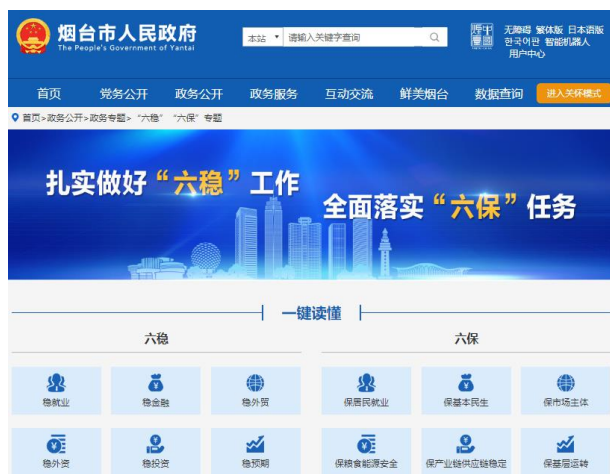 烟台市人民政府
The People's Government of Yantai
本站 请输入关键字查询
无障碍 繁体版 日本語版
한국어판 智能机器人
用户中心
首页 党务公开 政务公开 政务服务 互动交流 鲜美烟台 数据查询 进入关怀模式
首页>政务公开>政务专题> “六稳” “六保” 专题
扎实做好“六稳”工作
全面落实“六保”任务
一键读懂
六稳 六保
稳就业 稳金融 稳外贸 保居民就业 保基本民生 保市场主体
稳外资 稳投资 稳预期 保粮食能源安全 保产业链供应链稳定 保基层运转